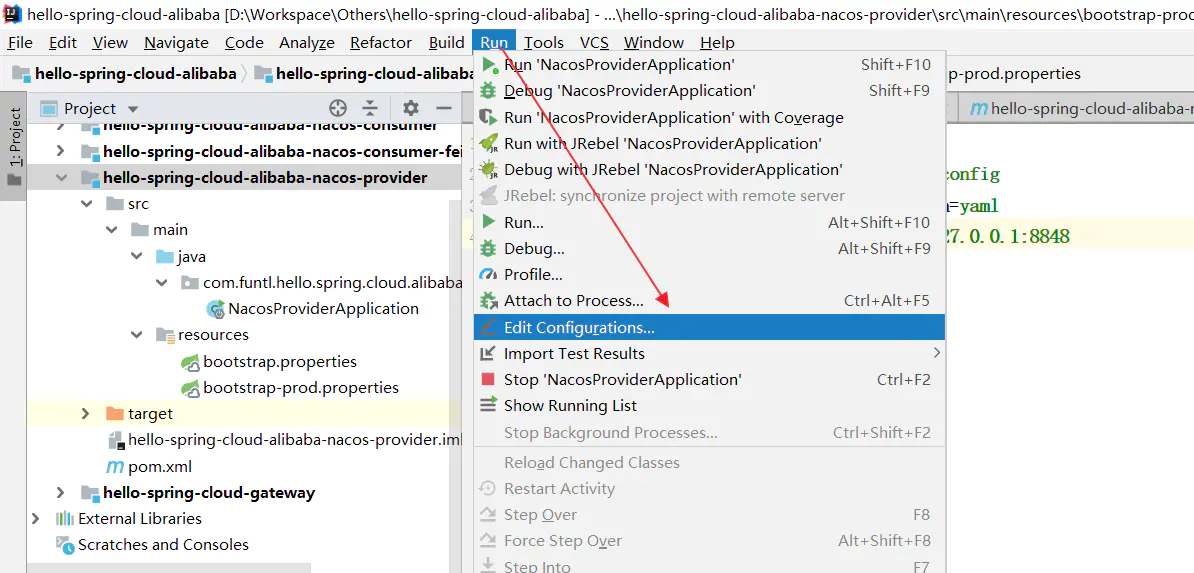 hello-spring-cloud-alibaba [D:\Workspace\Others\hello-spring-cloud-alibaba] - ...\hello-spring-cloud-alibaba-nacos-provider\src\main\resources\bootstrap-prod
File Edit View Navigate Code Analyze Refactor Build Run Tools VCS Window Help
hello-spring-cloud-alibaba hello-spring-cloud-alibaba p-prod.properties
1: Project
Project
hello-spring-cloud-alibaba-nacos-consumer
hello-spring-cloud-alibaba-nacos-consumer-fei
hello-spring-cloud-alibaba-nacos-provider
src
main
java
com.funtl.hello.spring.cloud.alibaba
NacosProviderApplication
resources
bootstrap.properties
bootstrap-prod.properties
target
hello-spring-cloud-alibaba-nacos-provider.iml
pom.xml
hello-spring-cloud-gateway
External Libraries
Scratches and Consoles
Run 'NacosProviderApplication' Shift+F10
Debug 'NacosProviderApplication' Shift+F9
Run 'NacosProviderApplication' with Coverage
Run with JRebel 'NacosProviderApplication'
Debug with JRebel 'NacosProviderApplication'
JRebel: synchronize project with remote server
Run... Alt+Shift+F10
Debug... Alt+Shift+F9
Profile...
Attach to Process... Ctrl+Alt+F5
Edit Configurations...
Import Test Results
Stop 'NacosProviderApplication' Ctrl+F2
Show Running List
Stop Background Processes... Ctrl+Shift+F2
Reload Changed Classes
Restart Activity
Step Over F8
Force Step Over Alt+Shift+F8
Step Into F7
hello-spring-cloud-alibaba-n
config
=yaml
27.0.0.1:8848